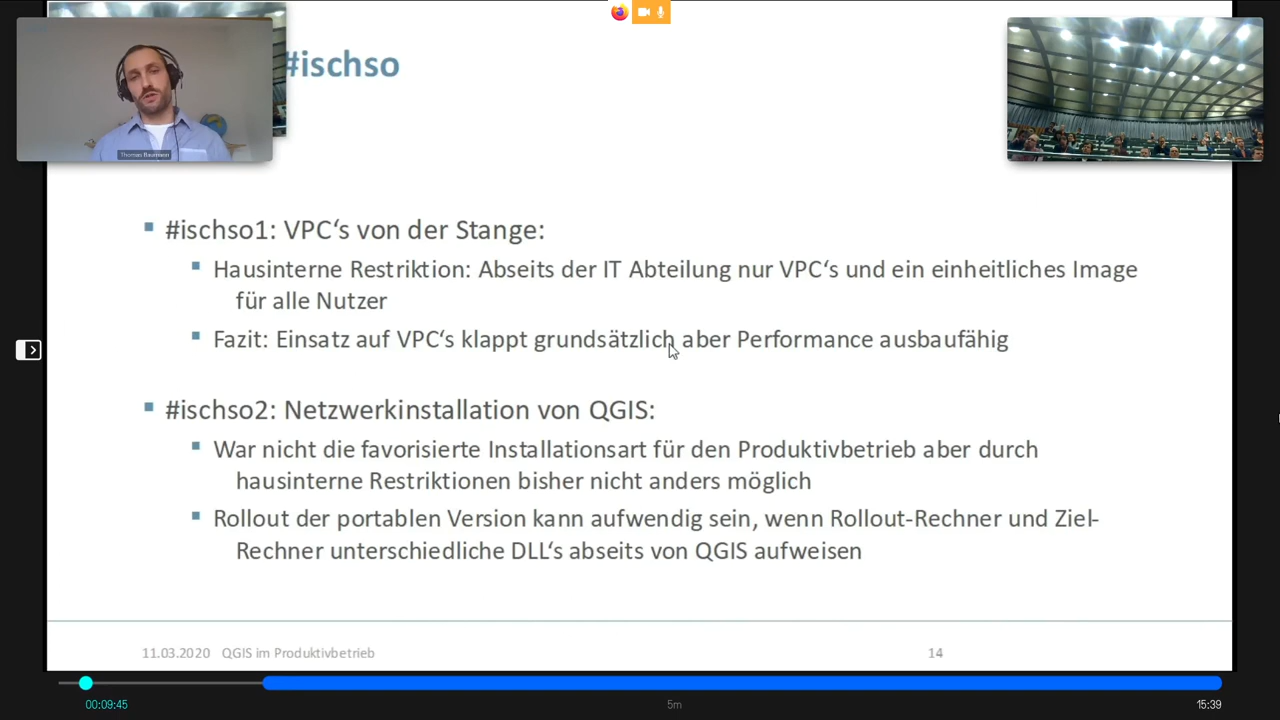 #ischso
Thomas Baumann
#ischso1: VPC‘s von der Stange:
Hausinterne Restriktion: Abseits der IT Abteilung nur VPC‘s und ein einheitliches Image
für alle Nutzer
Fazit: Einsatz auf VPC‘s klappt grundsätzlich aber Performance ausbaufähig
#ischso2: Netzwerkinstallation von QGIS:
War nicht die favorisierte Installationsart für den Produktivbetrieb aber durch
hausinterne Restriktionen bisher nicht anders möglich
Rollout der portablen Version kann aufwendig sein, wenn Rollout-Rechner und Ziel-
Rechner unterschiedliche DLL‘s abseits von QGIS aufweisen
11.03.2020 QGIS im Produktivbetrieb 14
00:09:45 5m 15:39